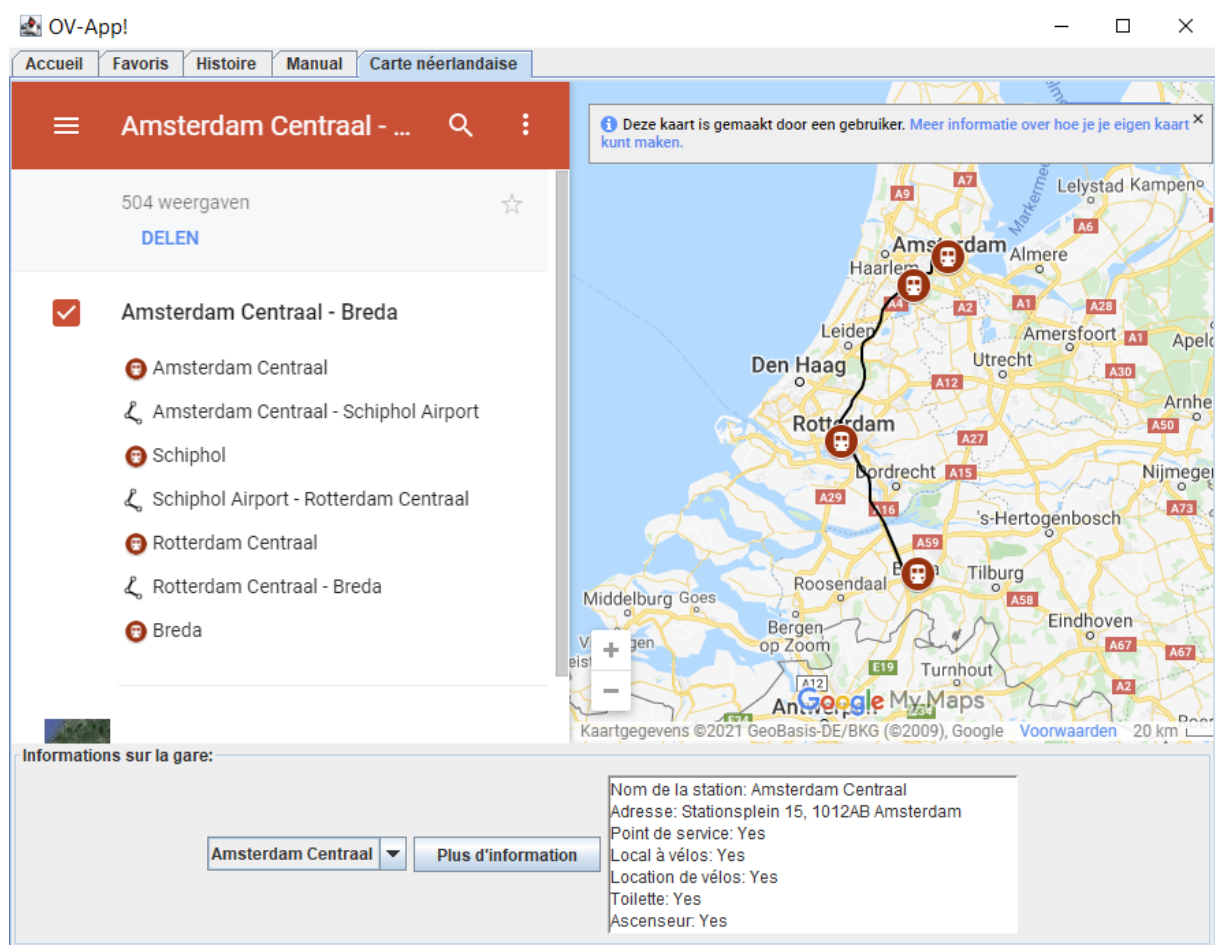 OV-App!
Accueil
Favoris
Histoire
Manual
Carte néerlandaise
Amsterdam Centraal - ...
504 weergaven
DELEN
Amsterdam Centraal - Breda
Amsterdam Centraal
Amsterdam Centraal - Schiphol Airport
Schiphol
Schiphol Airport - Rotterdam Centraal
Rotterdam Centraal
Rotterdam Centraal - Breda
Breda
Deze kaart is gemaakt door een gebruiker. Meer informatie over hoe je je eigen kaart
kunt maken.
A7
A9
Lelystad
Kampen
Markermeer
A6
Amsterdam
Almere
Haarlem
A4
A2
A1
A28
Leiden
Amersfoort
A1
Utrecht
Den Haag
A30
A12
Rotterdam
A50
A27
Dordrecht
A15
A29
A16
A73
's-Hertogenbosch
A59
Roosendaal
Tilburg
A58
Middelburg
Goes
Bergen
op Zoom
Eindhoven
A67
A67
E19
Turnhout
A12
A2
E34
E34
Google My Maps
Kaartgegevens ©2021 GeoBasis-DE/BKG (©2009), Google
Voorwaarden
20 km
Informations sur la gare:
Amsterdam Centraal
Plus d'information
Nom de la station: Amsterdam Centraal
Adresse: Stationsplein 15, 1012AB Amsterdam
Point de service: Yes
Local à vélos: Yes
Location de vélos: Yes
Toilette: Yes
Ascenseur: Yes